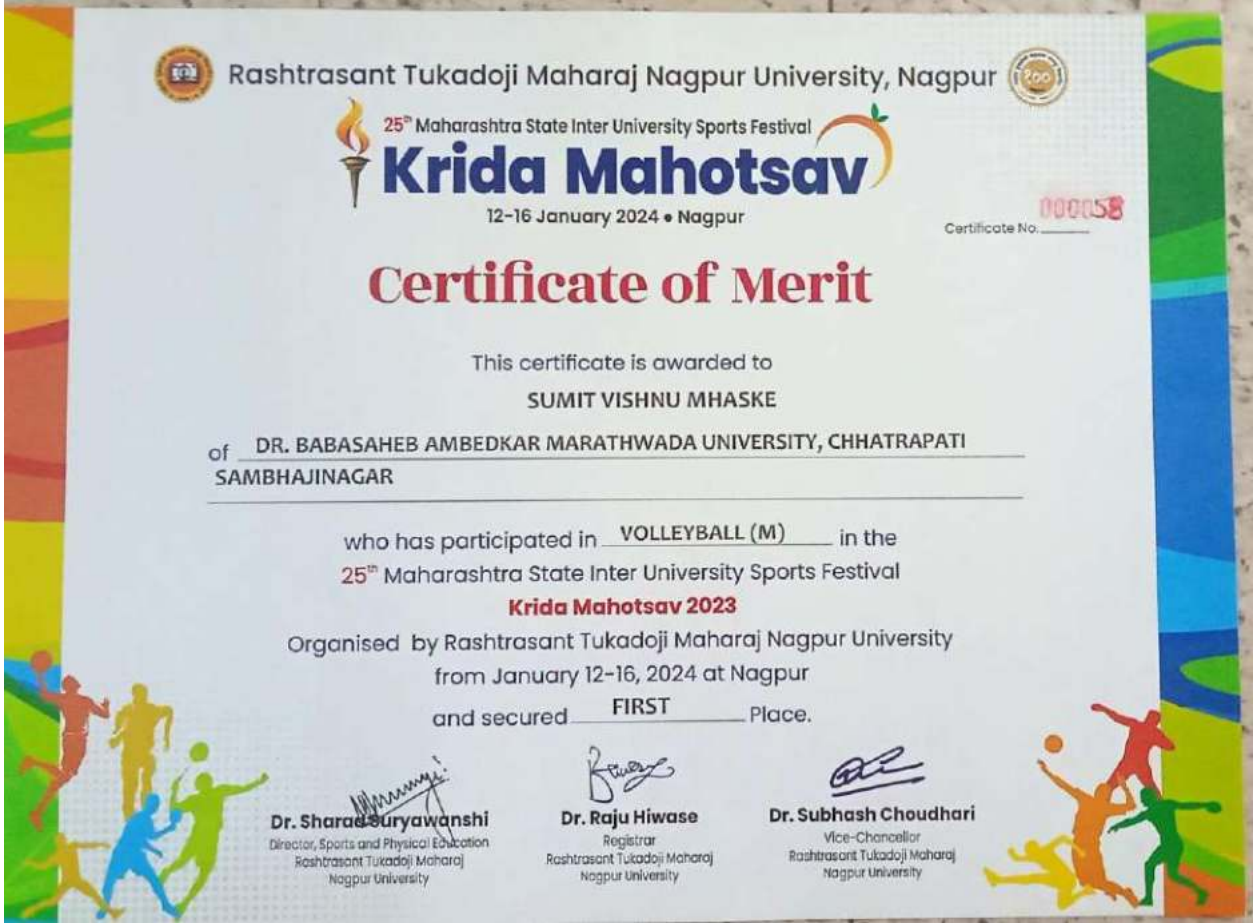 Rashtrasant Tukadoji Maharaj Nagpur University, Nagpur
25th Maharashtra State Inter University Sports Festival
Krida Mahotsav
12-16 January 2024 • Nagpur
000058
Certificate No.
Certificate of Merit
This certificate is awarded to
SUMIT VISHNU MHASKE
of DR. BABASAHEB AMBEDKAR MARATHWADA UNIVERSITY, CHHATRAPATI
SAMBHAJINAGAR
who has participated in VOLLEYBALL (M) in the
25th Maharashtra State Inter University Sports Festival
Krida Mahotsav 2023
Organised by Rashtrasant Tukadoji Maharaj Nagpur University
from January 12-16, 2024 at Nagpur
and secured FIRST Place.
Dr. Sharad Suryawanshi
Director, Sports and Physical Education
Rashtrasant Tukadoji Maharaj
Nagpur University
Dr. Raju Hiwase
Registrar
Rashtrasant Tukadoji Maharaj
Nagpur University
Dr. Subhash Choudhari
Vice-Chancellor
Rashtrasant Tukadoji Maharaj
Nagpur University